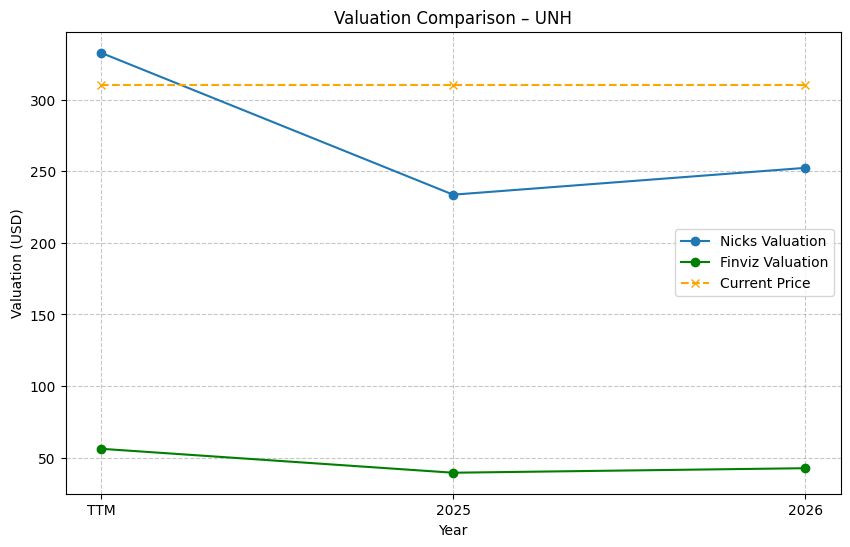 Valuation Comparison – UNH
Valuation (USD)
300
250
200
150
100
50
Nicks Valuation
Finviz Valuation
Current Price
TTM
2025
2026
Year